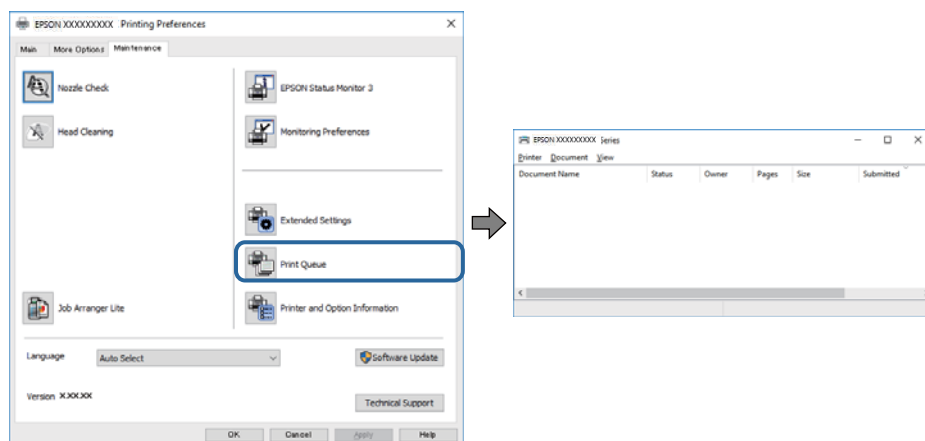 EPSON XXXXXXXXX Printing Preferences
Main More Options Maintenance
Nozzle Check EPSON Status Monitor 3
Head Cleaning Monitoring Preferences
Extended Settings
Print Queue
Job Arranger Lite Printer and Option Information
Language Auto Select Software Update
Version X.XX.XX Technical Support
OK Cancel Apply Help
EPSON XXXXXXXXX Series
Printer Document View
Document Name Status Owner Pages Size Submitted